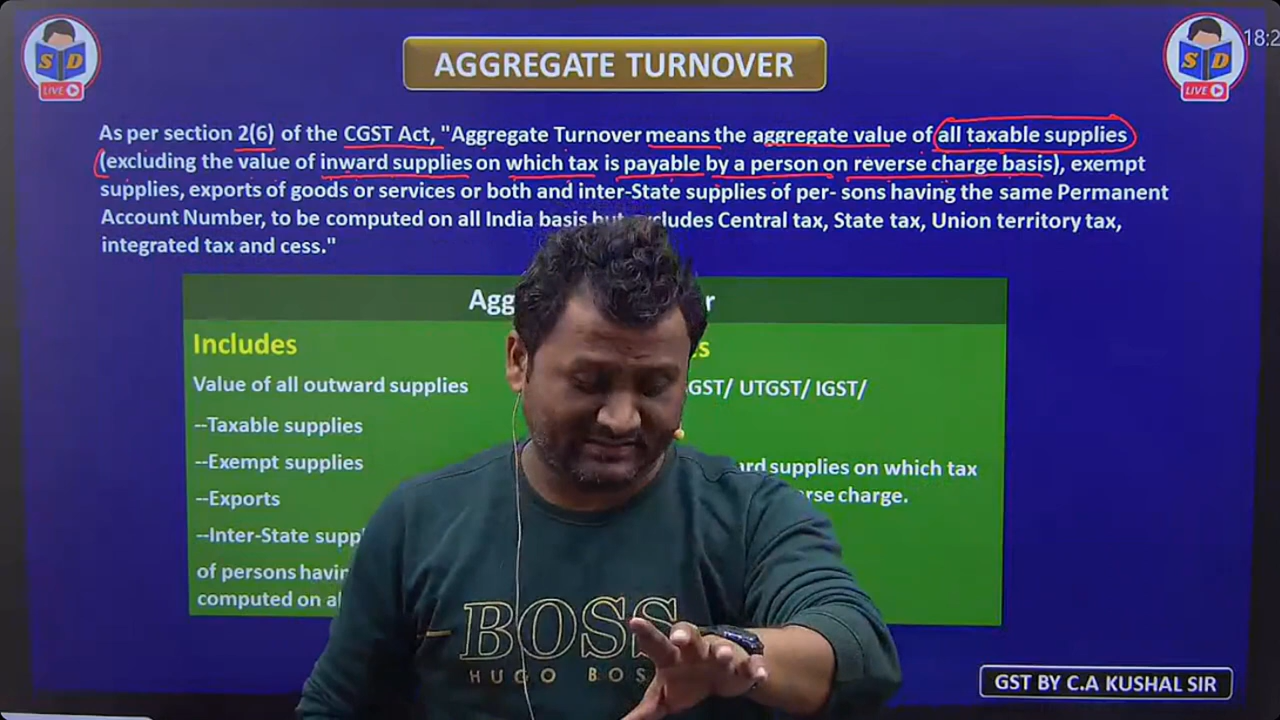 S D
LIVE
AGGREGATE TURNOVER
S D
LIVE
18:2
As per section 2(6) of the CGST Act, "Aggregate Turnover means the aggregate value of all taxable supplies
(excluding the value of inward supplies on which tax is payable by a person on reverse charge basis), exempt
supplies, exports of goods or services or both and inter-State supplies of per- sons having the same Permanent
Account Number, to be computed on all India basis but excludes Central tax, State tax, Union territory tax,
integrated tax and cess."
Includes
Value of all outward supplies
GST/ UTGST/ IGST/
--Taxable supplies
--Exempt supplies
supplies on which tax
--Exports
charge.
--Inter-State
of persons
computed on
BOSS
HUGO BOS
GST BY C.A KUSHAL SIR